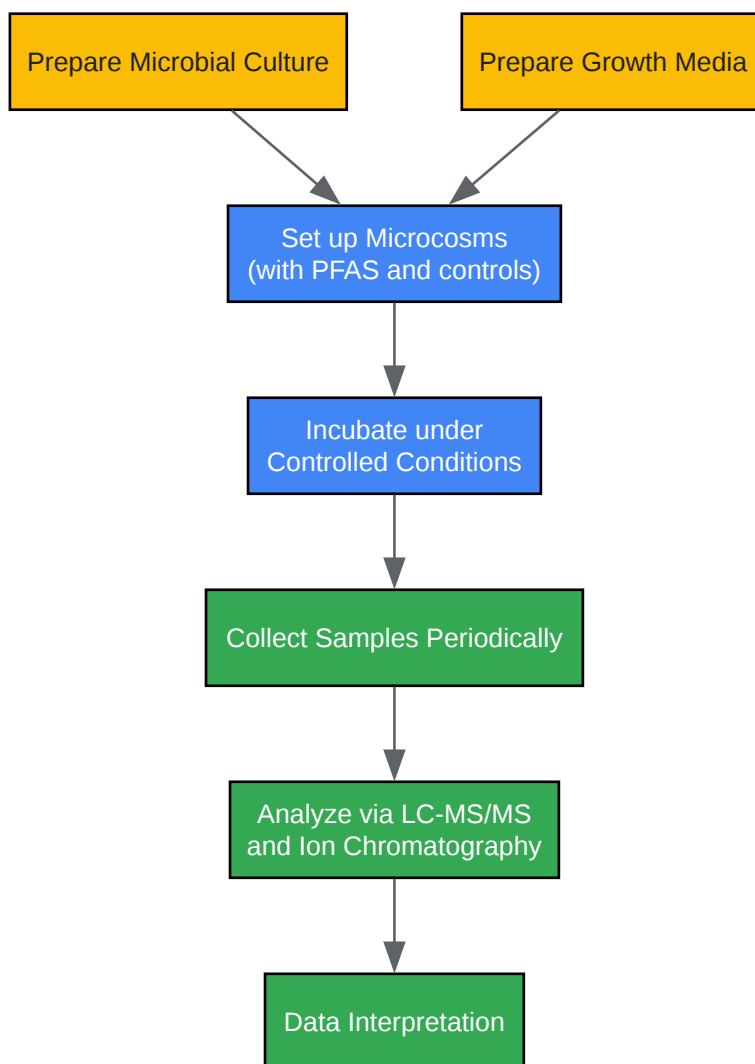 Prepare Microbial Culture
Prepare Growth Media
Set up Microcosms
(with PFAS and controls)
Incubate under
Controlled Conditions
Collect Samples Periodically
Analyze via LC-MS/MS
and Ion Chromatography
Data Interpretation